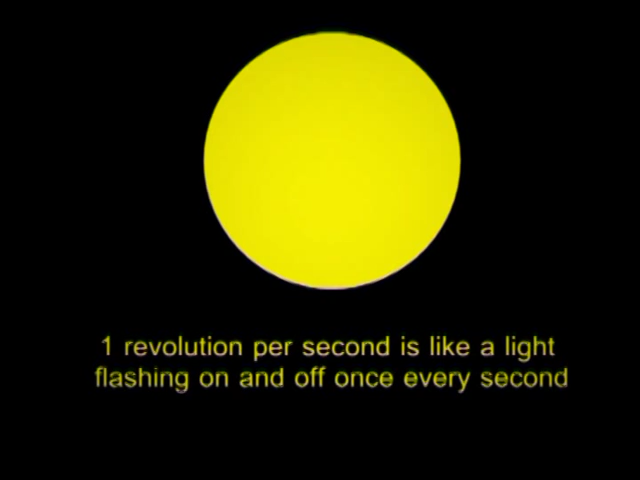 1 revolution per second is like a light
flashing on and off once every second